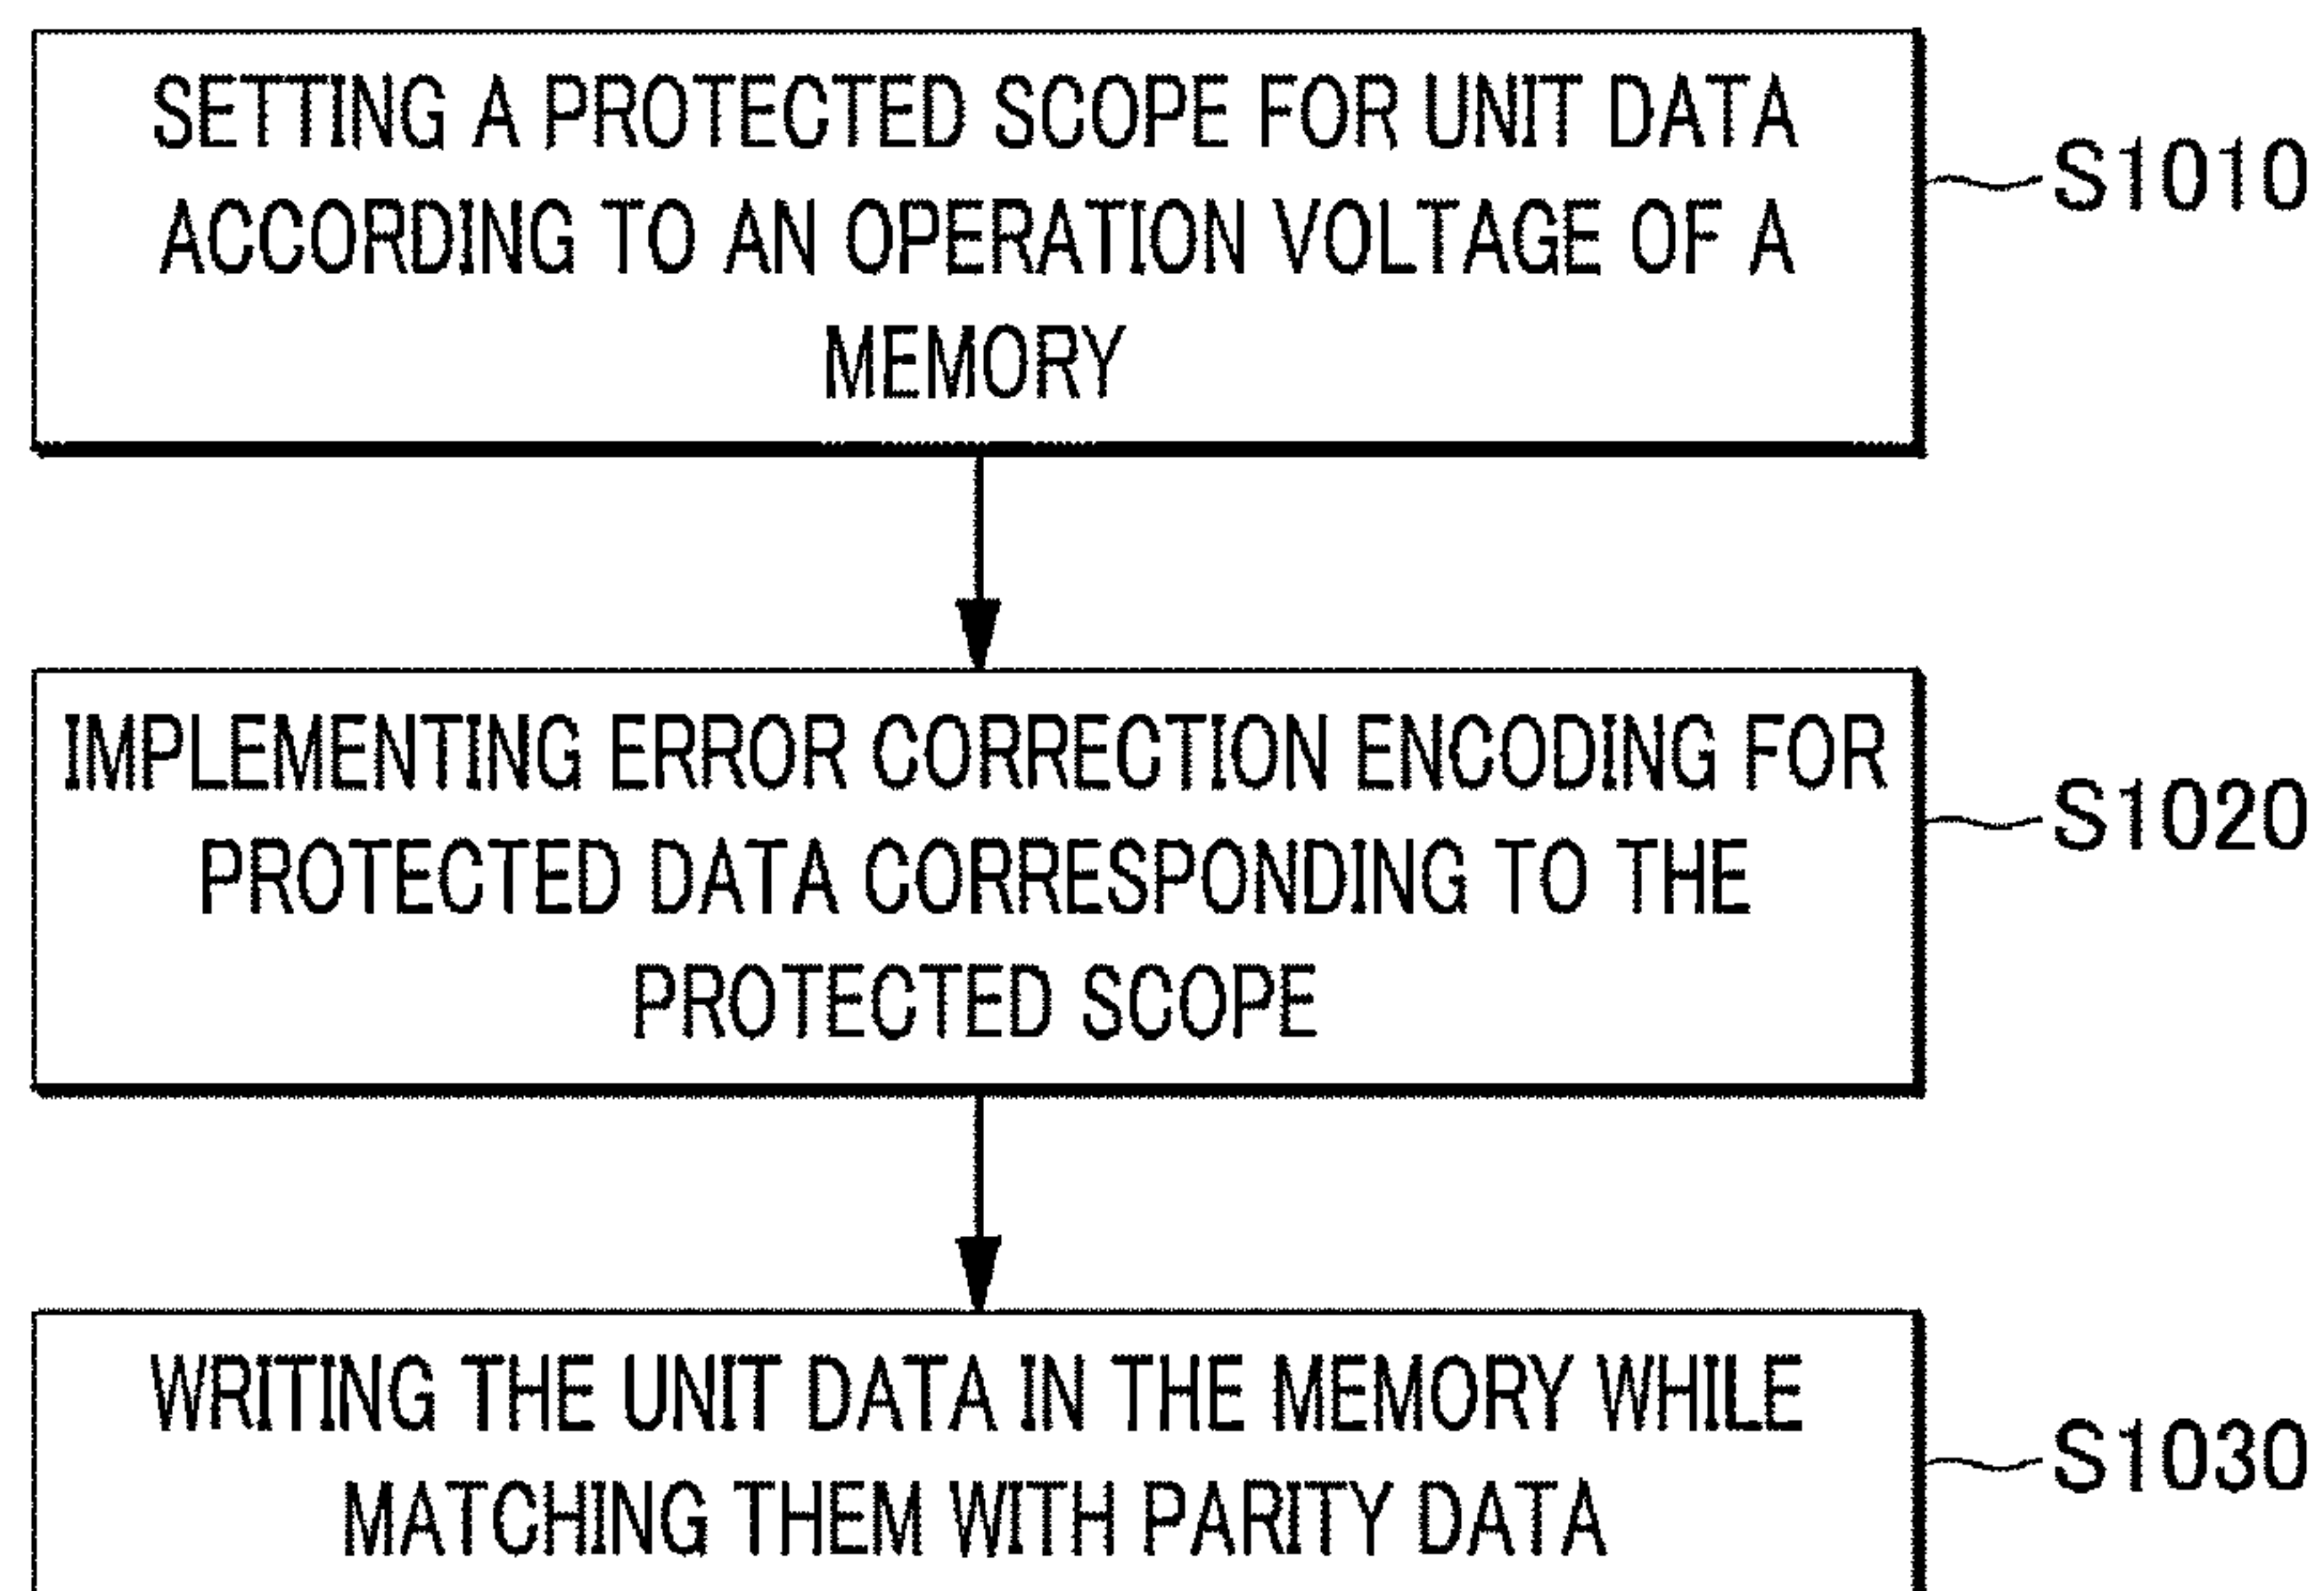 SETTING A PROTECTED SCOPE FOR UNIT DATA
ACCORDING TO AN OPERATION VOLTAGE OF A
MEMORY
S1010
IMPLEMENTING ERROR CORRECTION ENCODING FOR
PROTECTED DATA CORRESPONDING TO THE
PROTECTED SCOPE
S1020
WRITING THE UNIT DATA IN THE MEMORY WHILE
MATCHING THEM WITH PARITY DATA
S1030